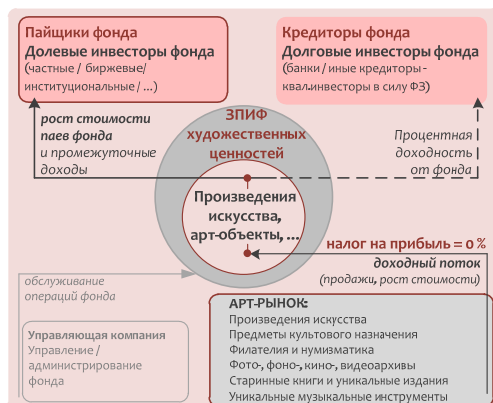 Пайщики фонда
Долевые инвесторы фонда
(частные / биржевые/
институциональные / ...)
Кредиторы фонда
Долговые инвесторы фонда
(банки / иные кредиторы -
квал.инвесторы в силу ФЗ)
ЗПИФ
художественных
ценностей
рост стоимости
паев фонда
и промежуточные
доходы
Процентная
доходность
от фонда
Произведения
искусства,
арт-объекты, ...
налог на прибыль = 0 %
доходный поток
(продажи, рост стоимости)
обслуживание
операций фонда
Управляющая компания
Управление /
администрирование
фонда
АРТ-РЫНОК:
Произведения искусства
Предметы культового назначения
Филателия и нумизматика
Фото-, фоно-, кино-, видеоархивы
Старинные книги и уникальные издания
Уникальные музыкальные инструменты